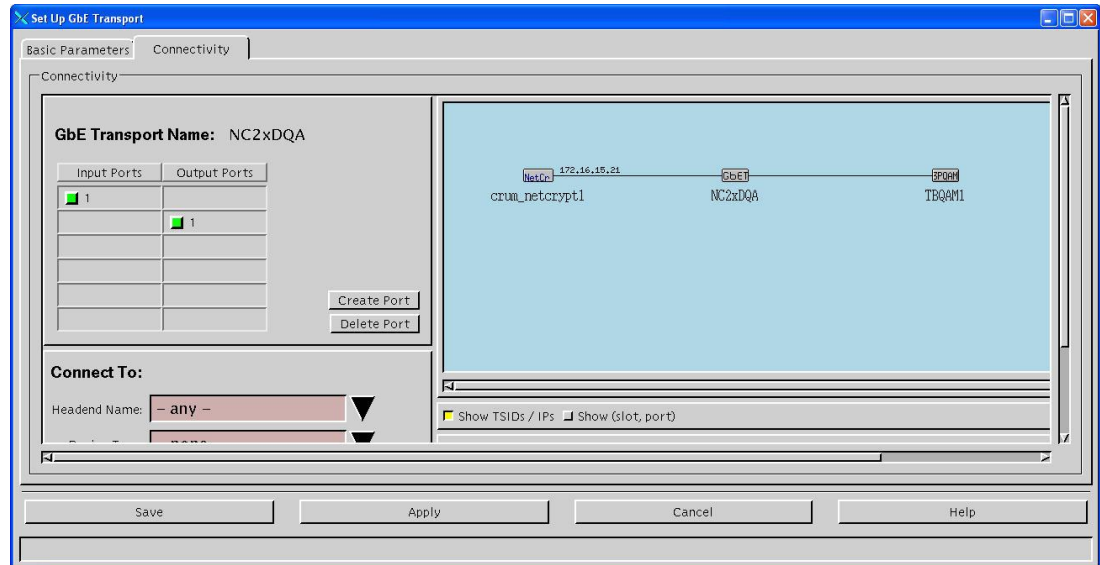 Set Up GbE Transport
Basic Parameters
Connectivity
Connectivity
GbE Transport Name: NC2xDQA
Input Ports
Output Ports
1
1
Create Port
Delete Port
Connect To:
Headend Name: – any –
NetCr 172.16.15.21 GbET
crum_netcrypt1 NC2xDQA TBQAM1
Show TSIDs / IPs Show (slot, port)
Save Apply Cancel Help